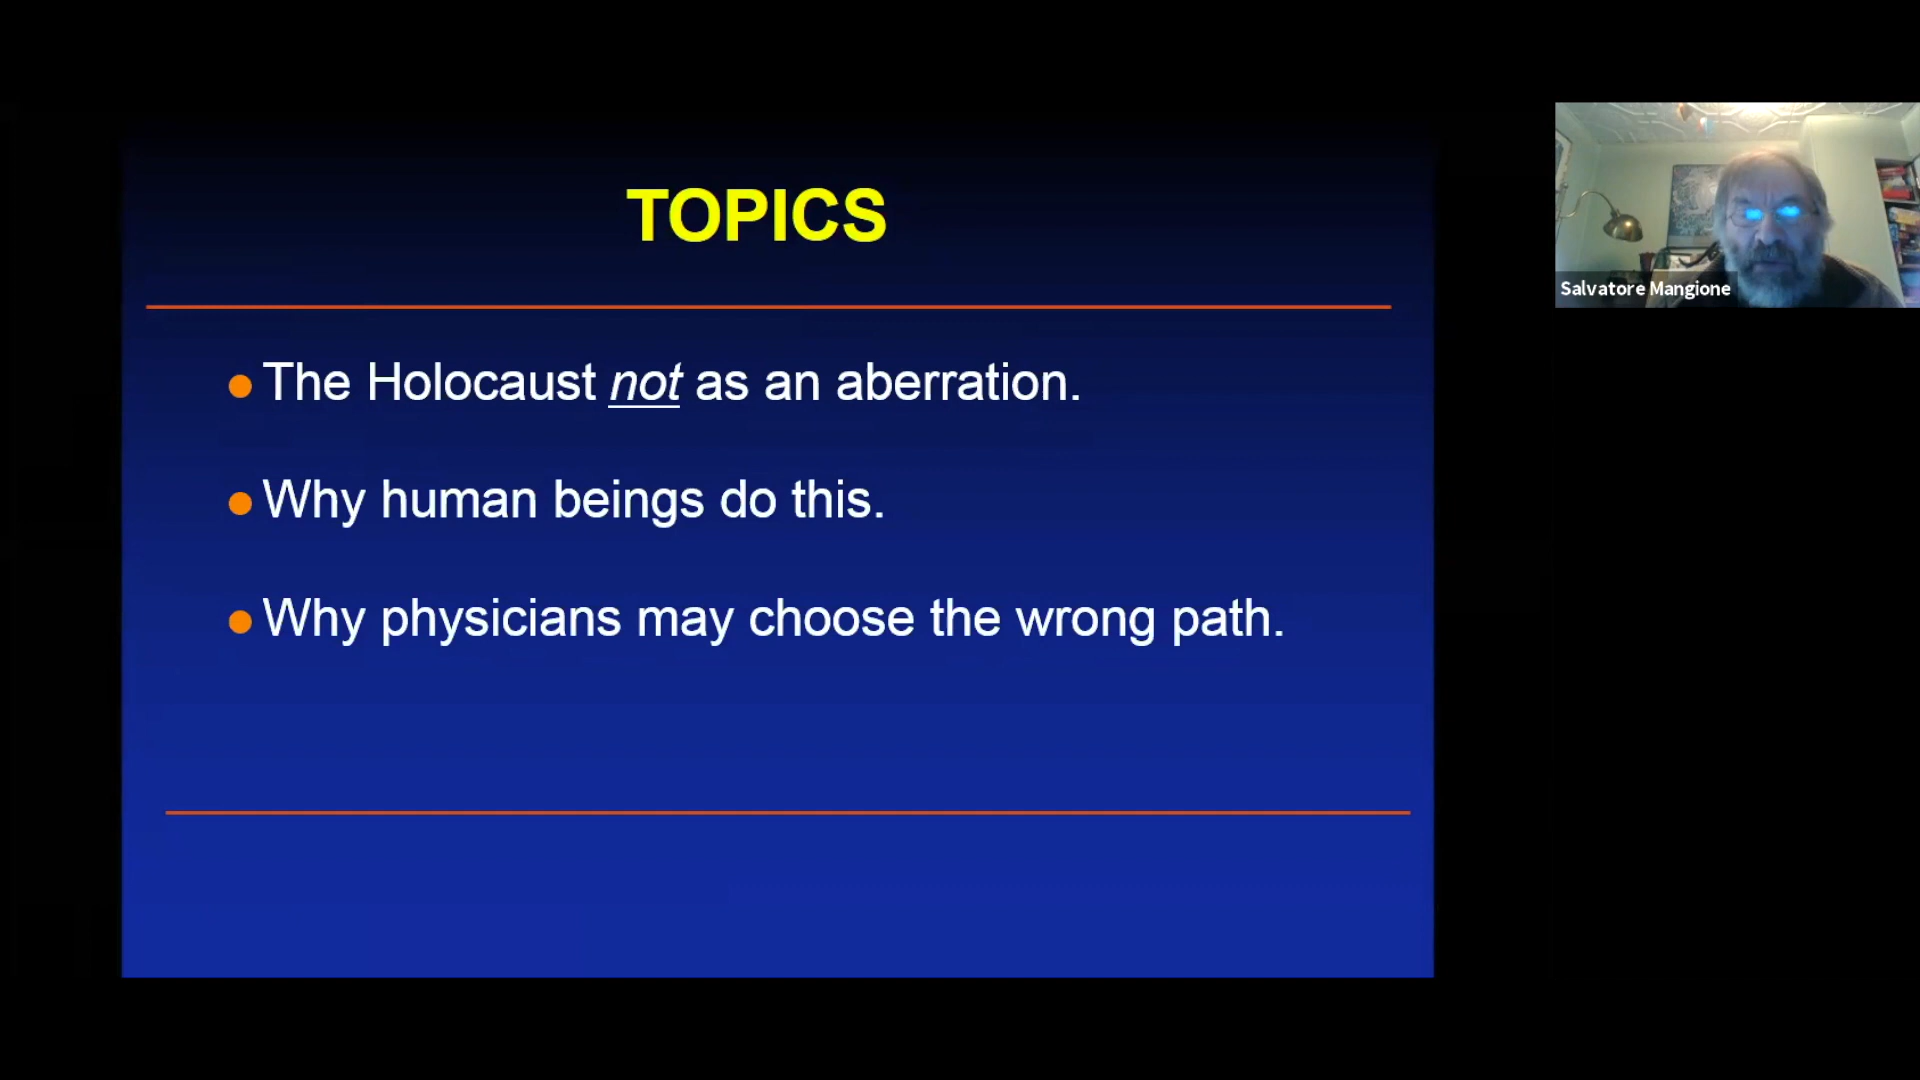 TOPICS
The Holocaust not as an aberration.
Why human beings do this.
Why physicians may choose the wrong path.
Salvatore Mangione